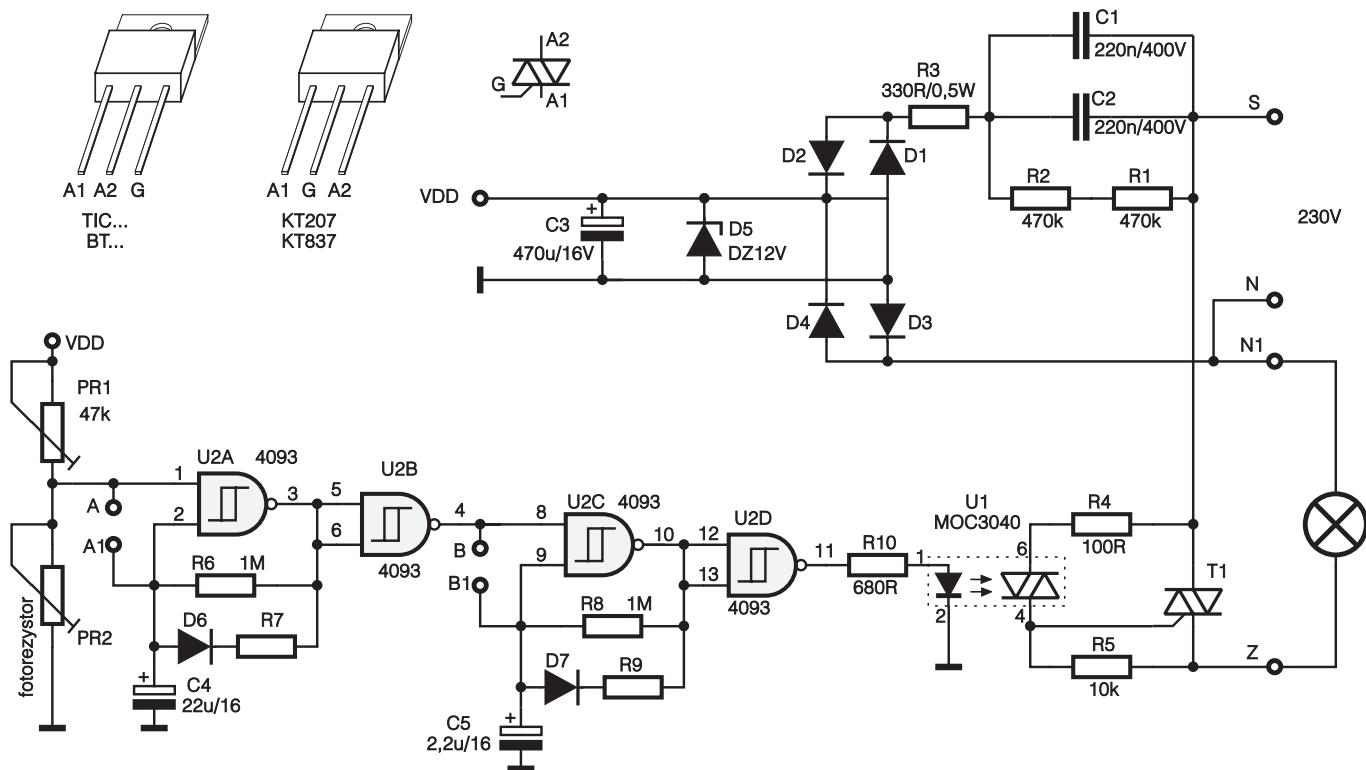 A1 A2 G
TIC...
BT...
A1 G A2
KT207
KT837
A2
G
A1
C1
220n/400V
R3
330R/0,5W
C2
220n/400V
S
D2
D1
R2
R1
470k
470k
VDD
+
C3
470u/16V
D5
DZ12V
230V
D4
D3
N
N1
VDD
PR1
47k
U2A
4093
1
2
3
A
A1
R6
1M
D6
R7
PR2
fotorezystor
+
C4
22u/16
U2B
5
6
4
4093
B
B1
U2C
4093
8
9
10
R8
1M
D7
R9
+
C5
2,2u/16
U2D
12
13
11
4093
R10
680R
U1
MOC3040
1
2
6
4
R4
100R
T1
R5
10k
Z